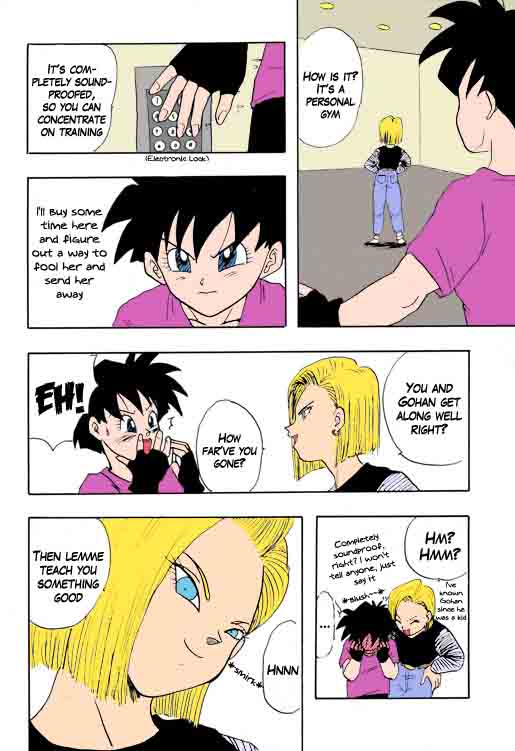 HOW IS IT?
IT'S A
PERSONAL
GYM
IT'S COM-
PLETELY SOUND-
PROOFED,
SO YOU CAN
CONCENTRATE
ON TRAINING
(Electronic Lock)
I'll buy some
time here
and figure
out a way to
fool her and
send her
away
YOU AND
GOHAN GET
ALONG WELL
RIGHT?
HOW
FAR'VE YOU
GONE?
EH!
HM?
HMM?
I've
known
Gohan
since he
was a kid
Completely
soundproof,
right? I won't
tell anyone, just
say it
*Blush~~*
...
HNNN
*smirk*
THEN LEMME
TEACH YOU
SOMETHING
GOOD